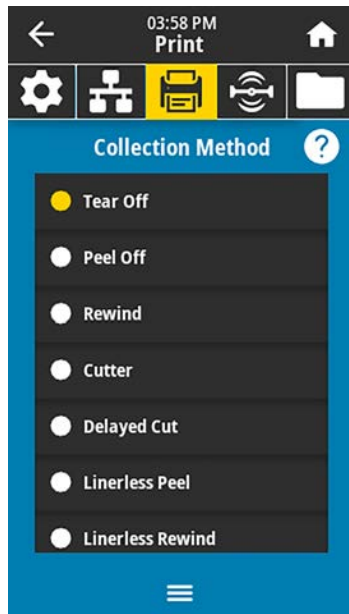 03:58 PM
Print
Collection Method ?
Tear Off
Peel Off
Rewind
Cutter
Delayed Cut
Linerless Peel
Linerless Rewind